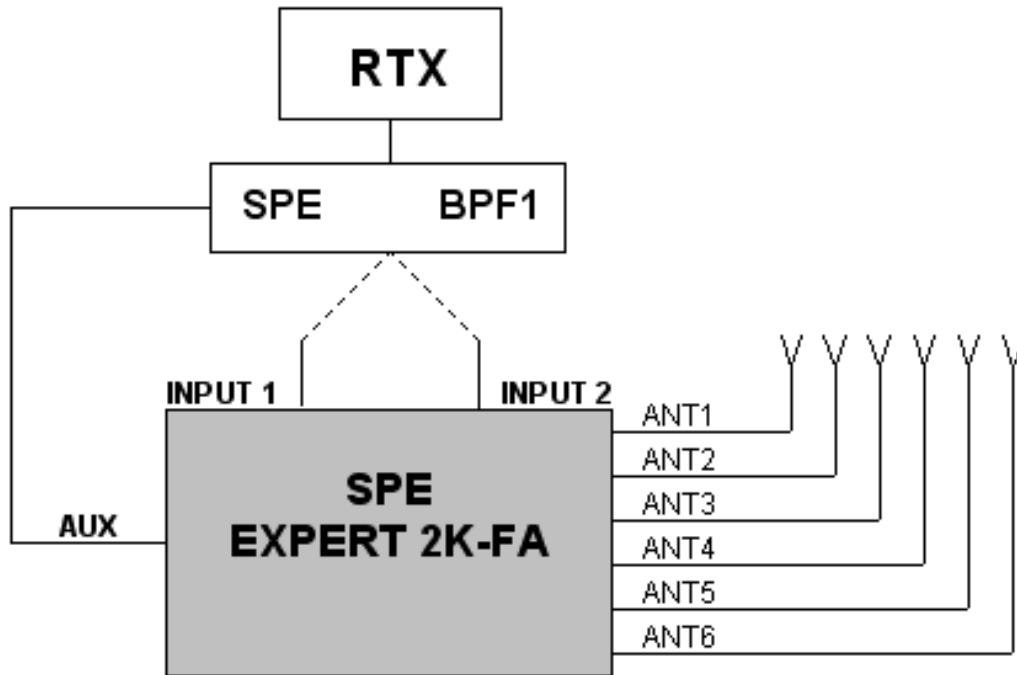 RTX
SPE BPF1
INPUT 1 INPUT 2
ANT1
ANT2
SPE
ANT3
EXPERT 2K-FA
AUX
ANT4
ANT5
ANT6